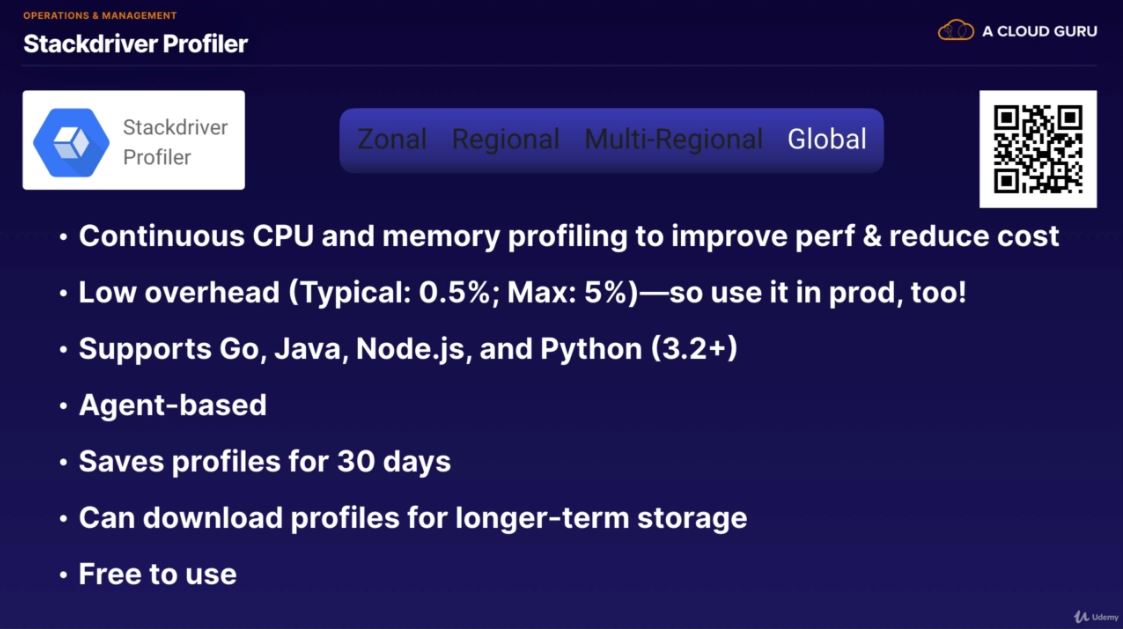 OPERATIONS & MANAGEMENT
Stackdriver Profiler
A CLOUD GURU
Stackdriver
Profiler
Zonal Regional Multi-Regional Global
• Continuous CPU and memory profiling to improve perf & reduce cost
• Low overhead (Typical: 0.5%; Max: 5%)—so use it in prod, too!
• Supports Go, Java, Node.js, and Python (3.2+)
• Agent-based
• Saves profiles for 30 days
• Can download profiles for longer-term storage
• Free to use
Udemy